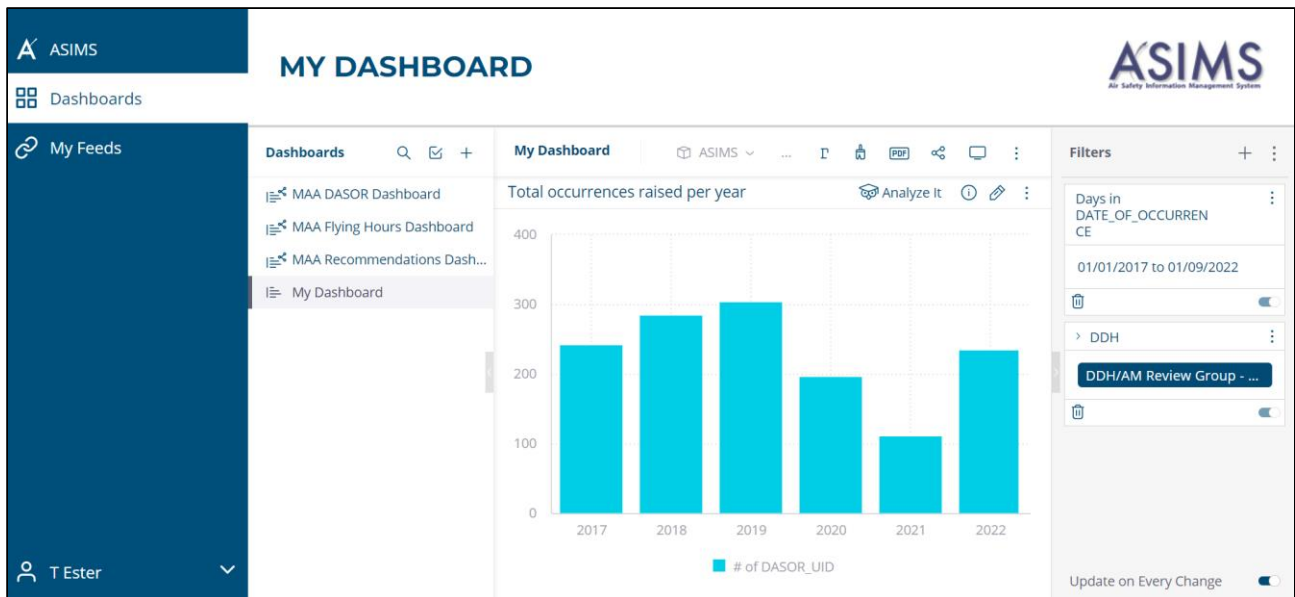 ASIMS
Dashboards
My Feeds
T Ester
MY DASHBOARD
ASIMS
Air Safety Information Management System
Dashboards
MAA DASOR Dashboard
MAA Flying Hours Dashboard
MAA Recommendations Dash...
My Dashboard
My Dashboard
ASIMS
...
PDF
Total occurrences raised per year
Analyze It
400
300
200
100
0
2017 2018 2019 2020 2021 2022
# of DASOR_UID
Filters
Days in
DATE_OF_OCCURREN
CE
01/01/2017 to 01/09/2022
DDH
DDH/AM Review Group - ...
Update on Every Change